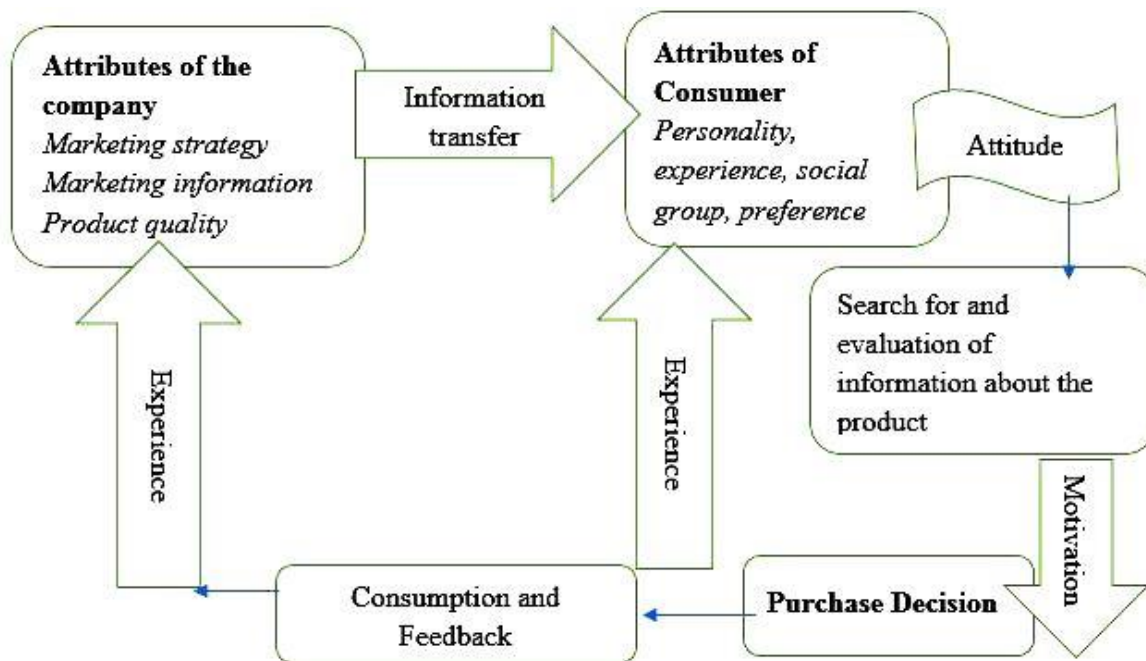 Attributes of the
company
Marketing strategy
Marketing information
Product quality
Information
transfer
Attributes of
Consumer
Personality,
experience, social
group, preference
Attitude
Search for and
evaluation of
information about the
product
Motivation
Purchase Decision
Consumption and
Feedback
Experience
Experience